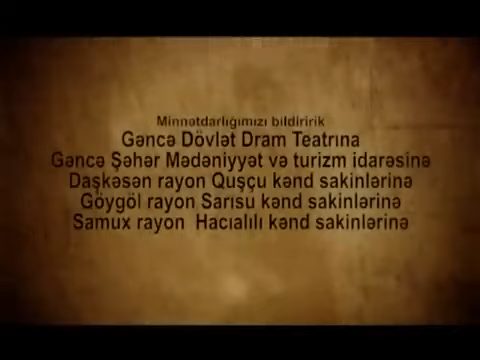 Minnətdarlığımızı bildiririk
Gəncə Dövlət Dram Teatrına
Gəncə Şəhər Mədəniyyət və turizm idarəsinə
Daşkəsən rayon Quşçu kənd sakinlərinə
Göygöl rayon Sarısu kənd sakinlərinə
Samux rayon Hacıalılı kənd sakinlərinə